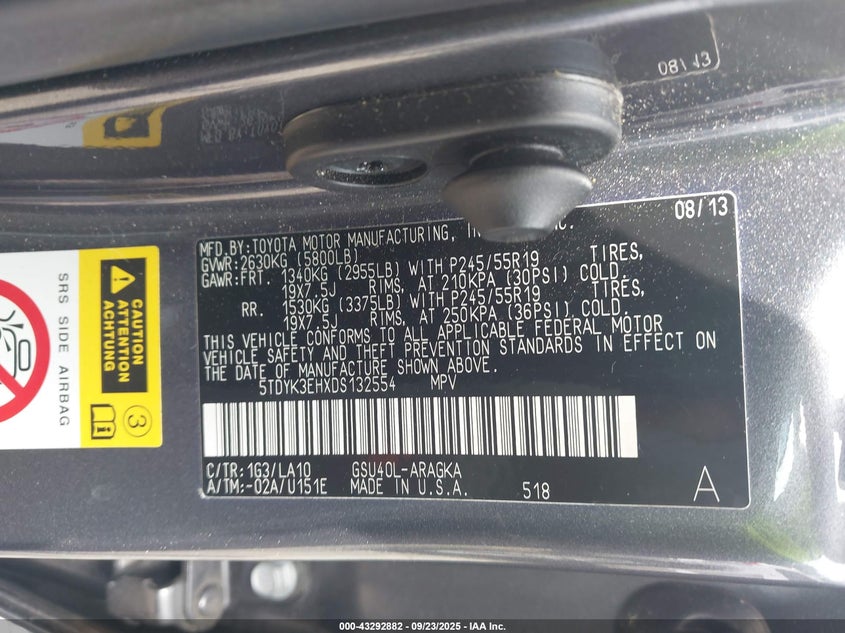 08/13
08/13
MFD. BY: TOYOTA MOTOR MANUFACTURING, IN INC.
GVWR: 2630KG (5800LB)
GAWR: FRT. 1340KG (2955LB) WITH P245/55R19 TIRES,
19X7.5J RIMS, AT 210KPA (30PSI) COLD.
RR. 1530KG (3375LB) WITH P245/55R19 TIRES,
19X7.5J RIMS, AT 250KPA (36PSI) COLD.
THIS VEHICLE CONFORMS TO ALL APPLICABLE FEDERAL MOTOR
VEHICLE SAFETY AND THEFT PREVENTION STANDARDS IN EFFECT ON
THE DATE OF MANUFACTURE SHOWN ABOVE.
5TDYK3EHXDS132554 MPV
C/TR: 1G3/LA10 GSU40L-ARAGKA
A/TM: -02A/U151E MADE IN U.S.A. 518
A
SRS SIDE AIRBAG
CAUTION
ATTENTION
ACHTUNG
3
000-43292882 - 09/23/2025 - IAA Inc.